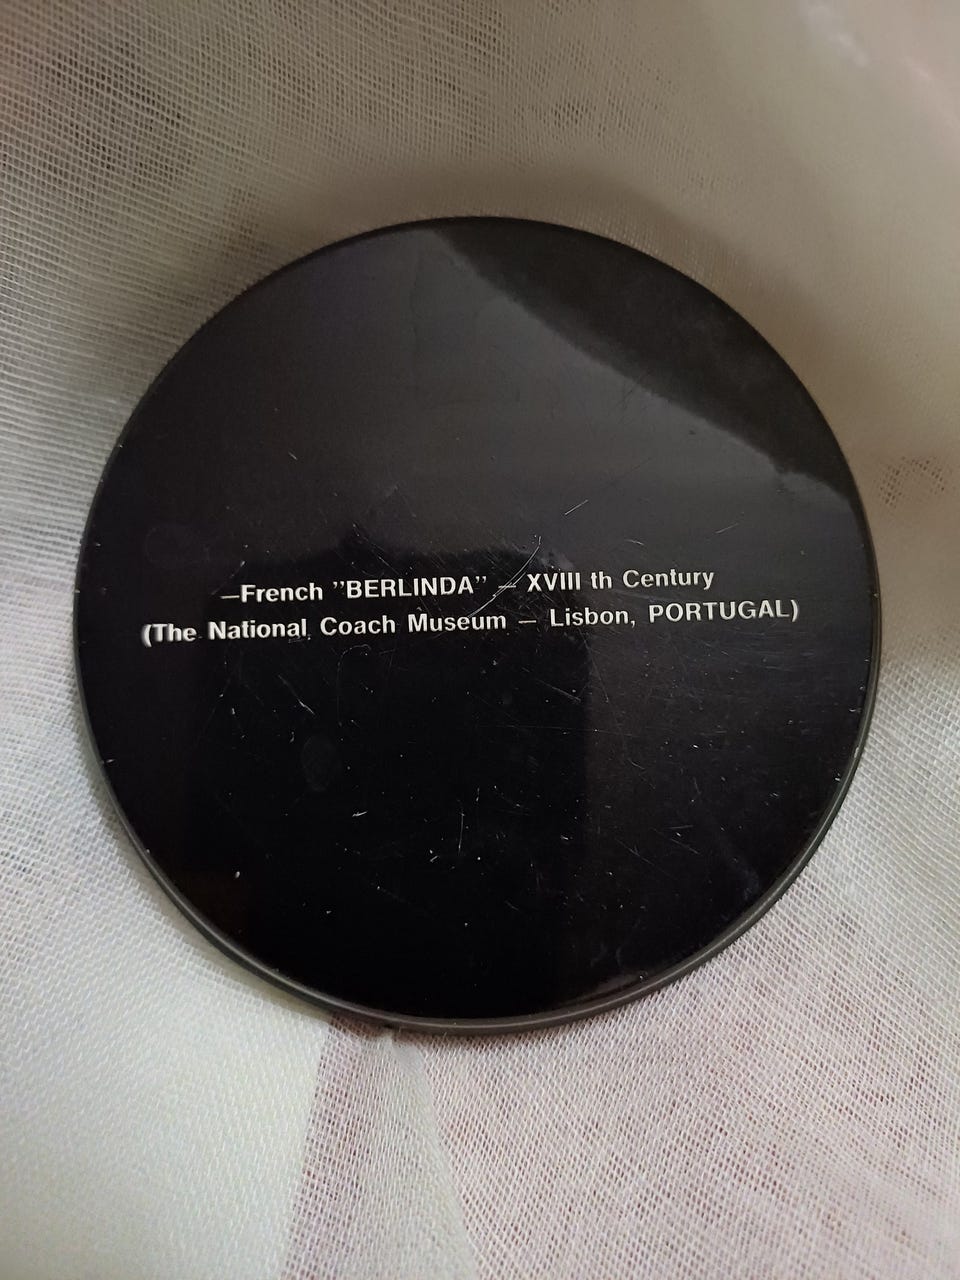 —French ”BERLINDA” — XVIII th Century
(The National Coach Museum — Lisbon, PORTUGAL)